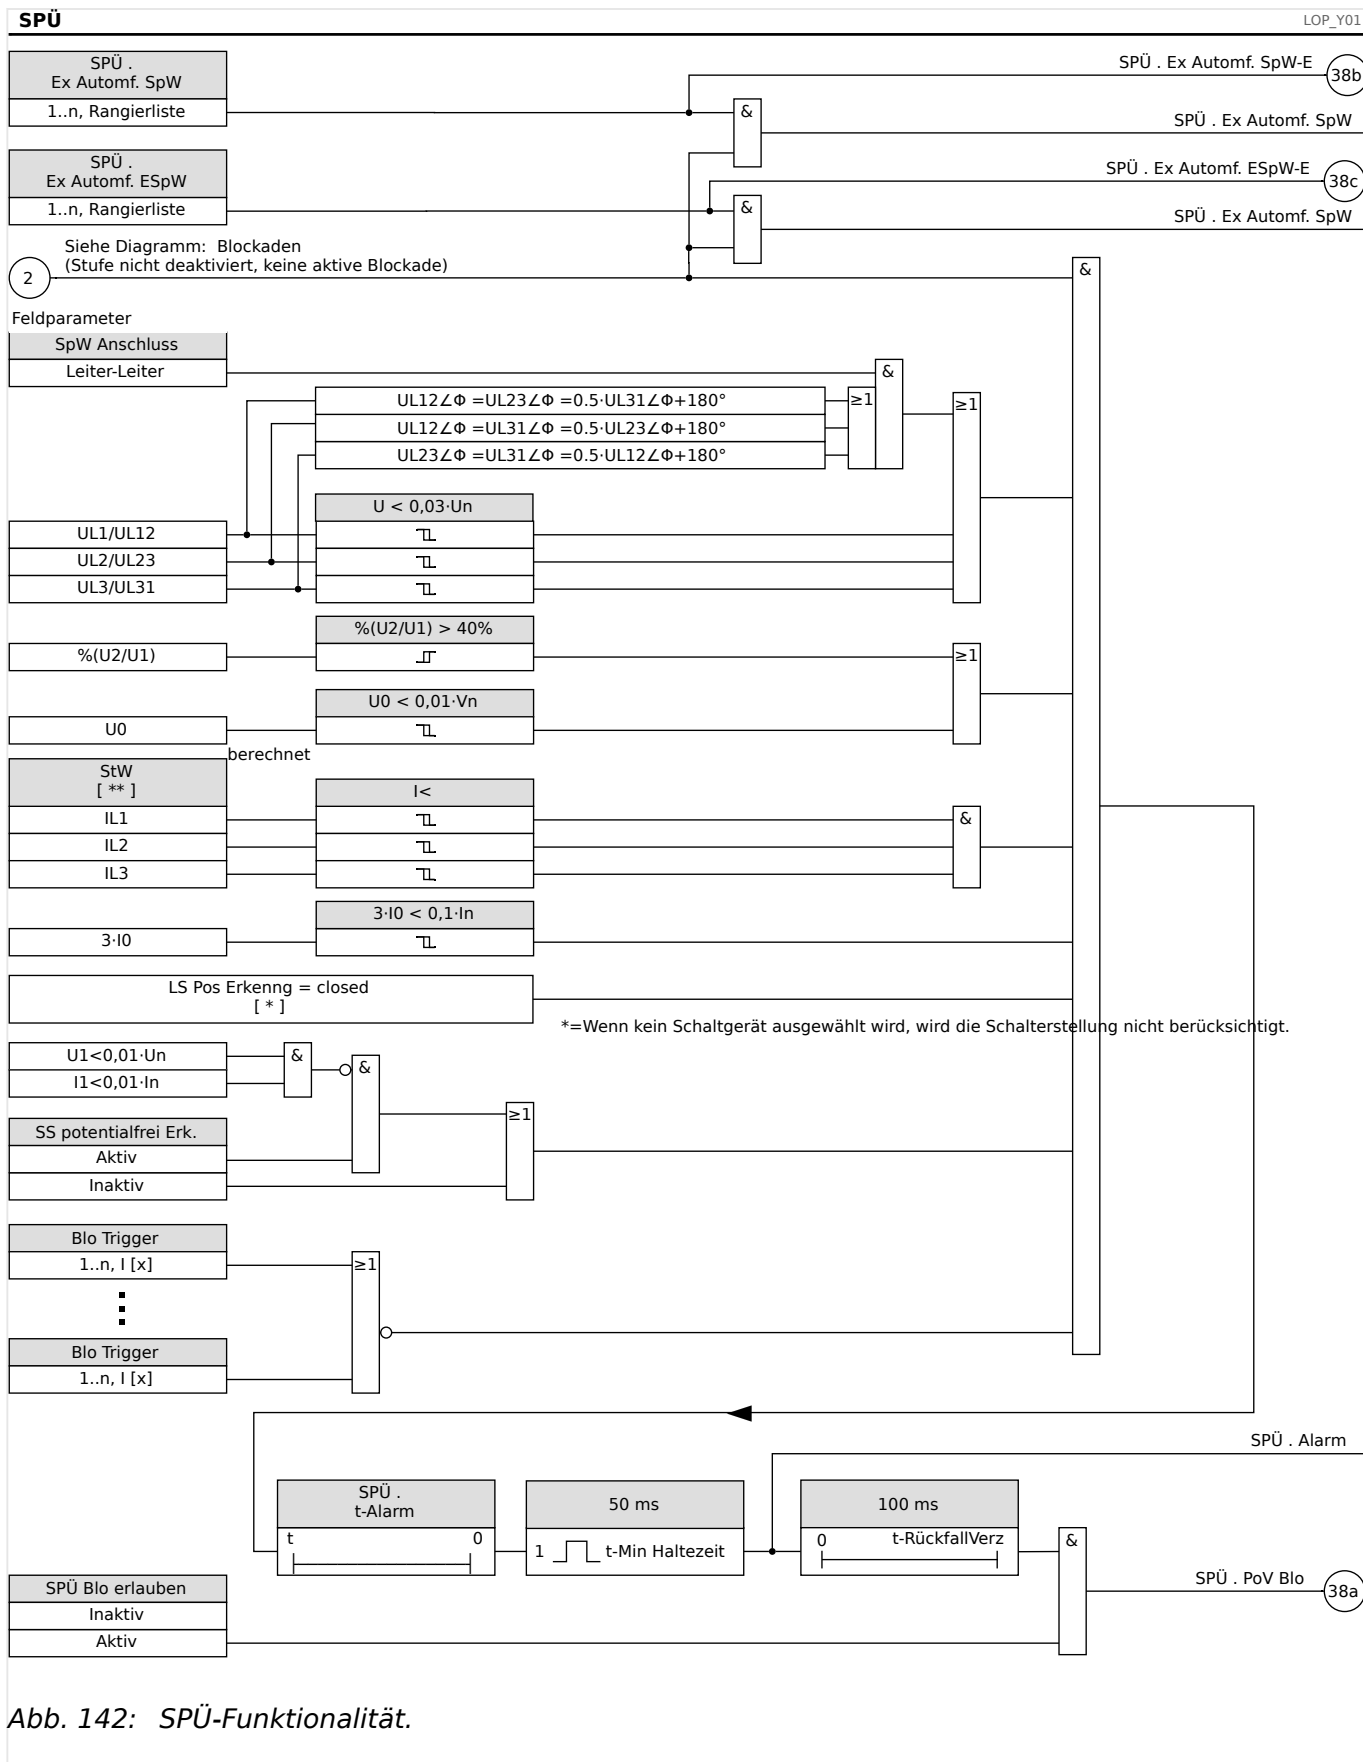 SPÜ
LOP_Y01
SPÜ .
Ex Automf. SpW
1..n, Rangierliste
SPÜ . Ex Automf. SpW-E
38b
&
SPÜ . Ex Automf. SpW
SPÜ .
Ex Automf. ESpW
1..n, Rangierliste
SPÜ . Ex Automf. ESpW-E
38c
&
SPÜ . Ex Automf. SpW
Siehe Diagramm: Blockaden
(Stufe nicht deaktiviert, keine aktive Blockade)
2
&
Feldparameter
SpW Anschluss
Leiter-Leiter
&
UL12∠Φ =UL23∠Φ =0.5·UL31∠Φ+180°
UL12∠Φ =UL31∠Φ =0.5·UL23∠Φ+180°
UL23∠Φ =UL31∠Φ =0.5·UL12∠Φ+180°
≥1
≥1
U < 0,03·Un
UL1/UL12
UL2/UL23
UL3/UL31
%(U2/U1) > 40%
%(U2/U1)
≥1
U0 < 0,01·Vn
U0
berechnet
StW
[ ** ]
I<
IL1
IL2
IL3
&
3·I0 < 0,1·In
3·I0
LS Pos Erkenng = closed
[ * ]
*=Wenn kein Schaltgerät ausgewählt wird, wird die Schalterstellung nicht berücksichtigt.
U1<0,01·Un
I1<0,01·In
&
&
SS potentialfrei Erk.
Aktiv
Inaktiv
≥1
Blo Trigger
1..n, I [x]
≥1
Blo Trigger
1..n, I [x]
SPÜ . Alarm
SPÜ .
t-Alarm
t
0
50 ms
1
t-Min Haltezeit
100 ms
0
t-RückfallVerz
&
SPÜ Blo erlauben
Inaktiv
Aktiv
SPÜ . PoV Blo
38a
Abb. 142: SPÜ-Funktionalität.